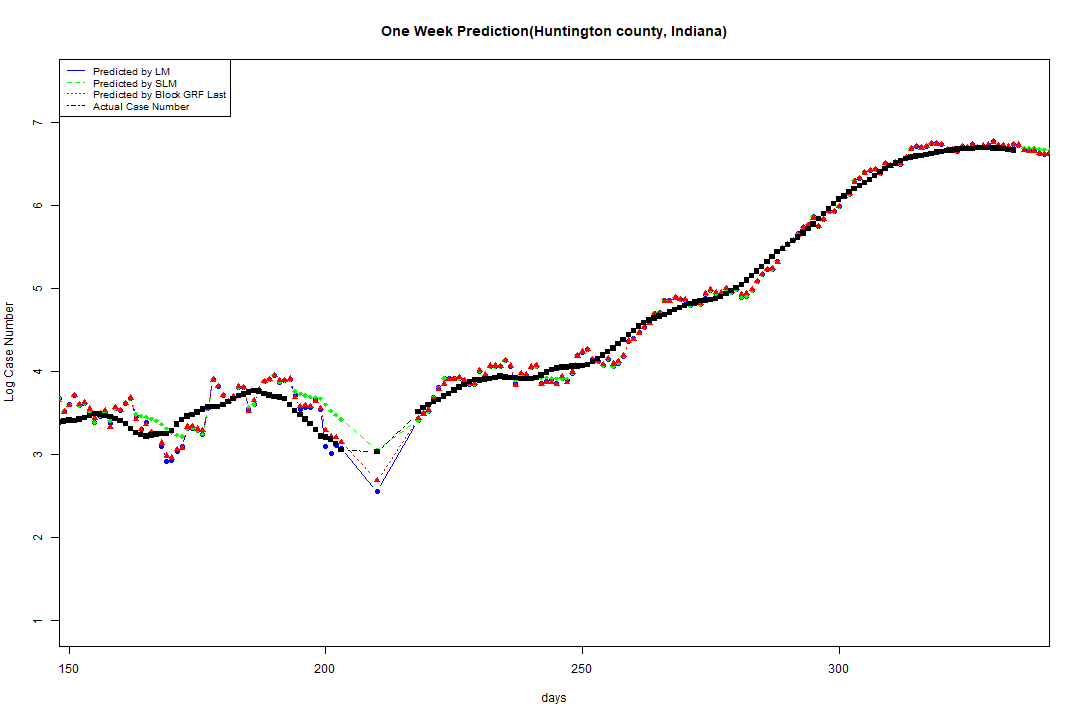 One Week Prediction(Huntington county, Indiana)
Predicted by LM
Predicted by SLM
Predicted by Block GRF Last
Actual Case Number
7
6
5
4
3
2
1
Log Case Number
150 200 250 300
days